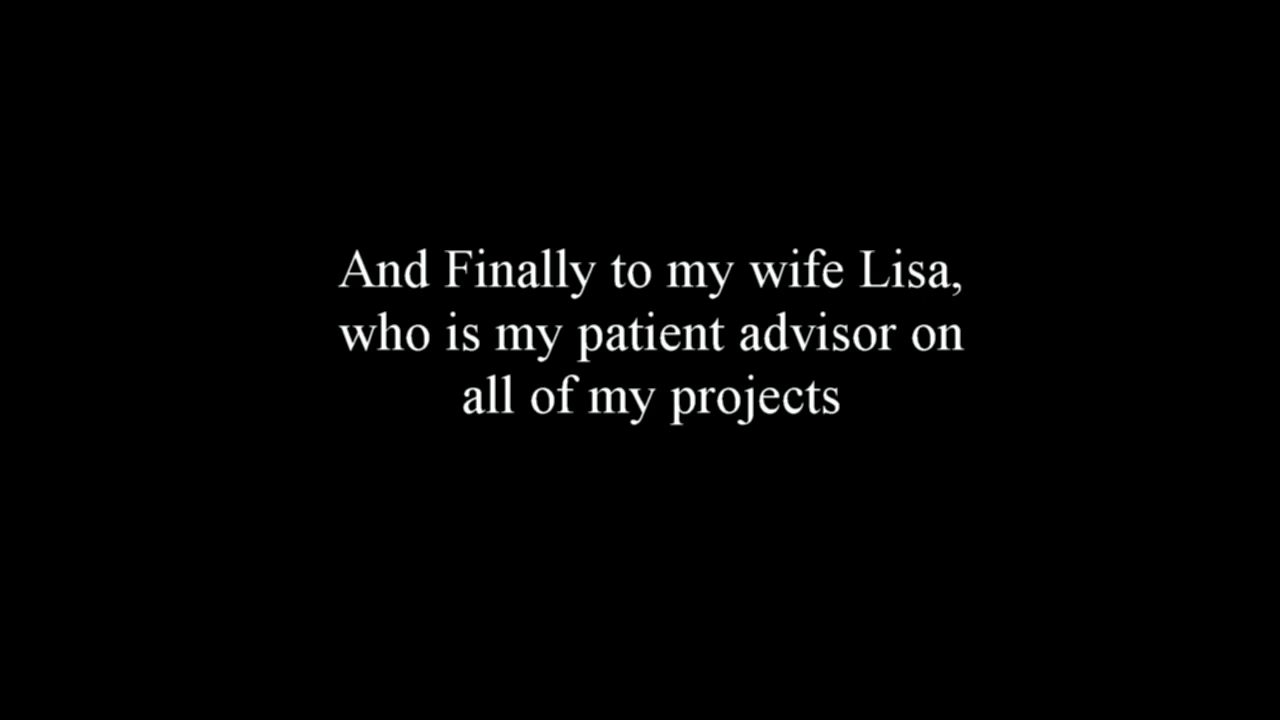 And Finally to my wife Lisa,
who is my patient advisor on
all of my projects